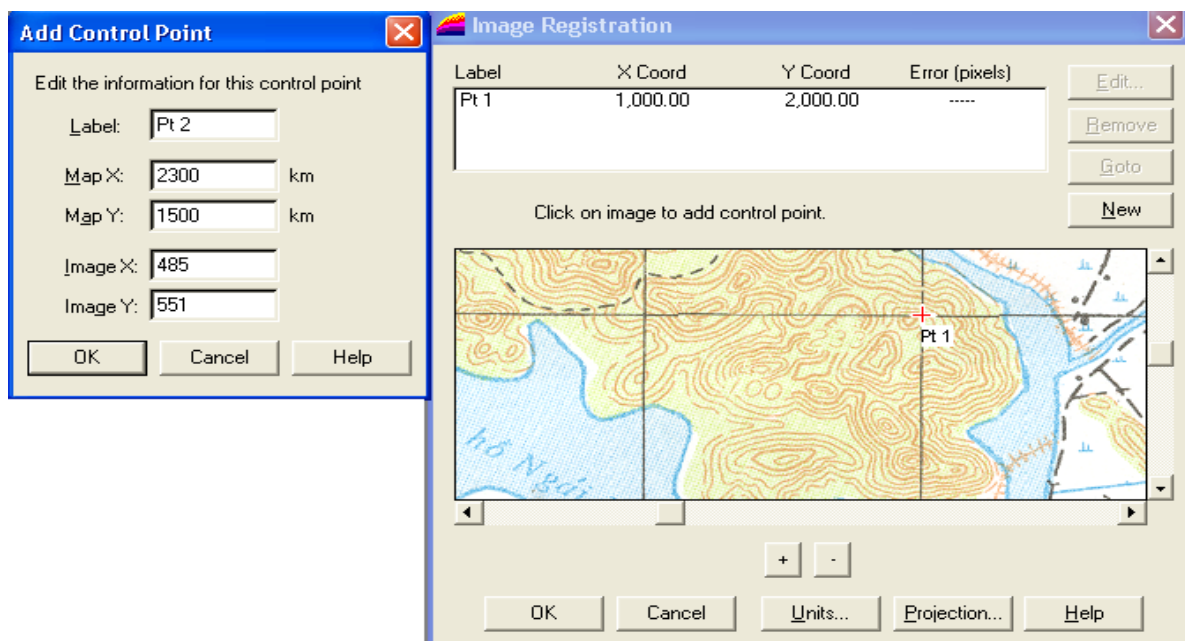 Add Control Point
Edit the information for this control point
Label: Pt 2
Map X: 2300 km
Map Y: 1500 km
Image X: 485
Image Y: 551
OK Cancel Help
Image Registration
Label X Coord Y Coord Error (pixels)
Pt 1 1,000.00 2,000.00 -----
Edit...
Remove
Goto
New
Click on image to add control point.
Pt 1
hồ Ngái
+ -
OK Cancel Units... Projection... Help